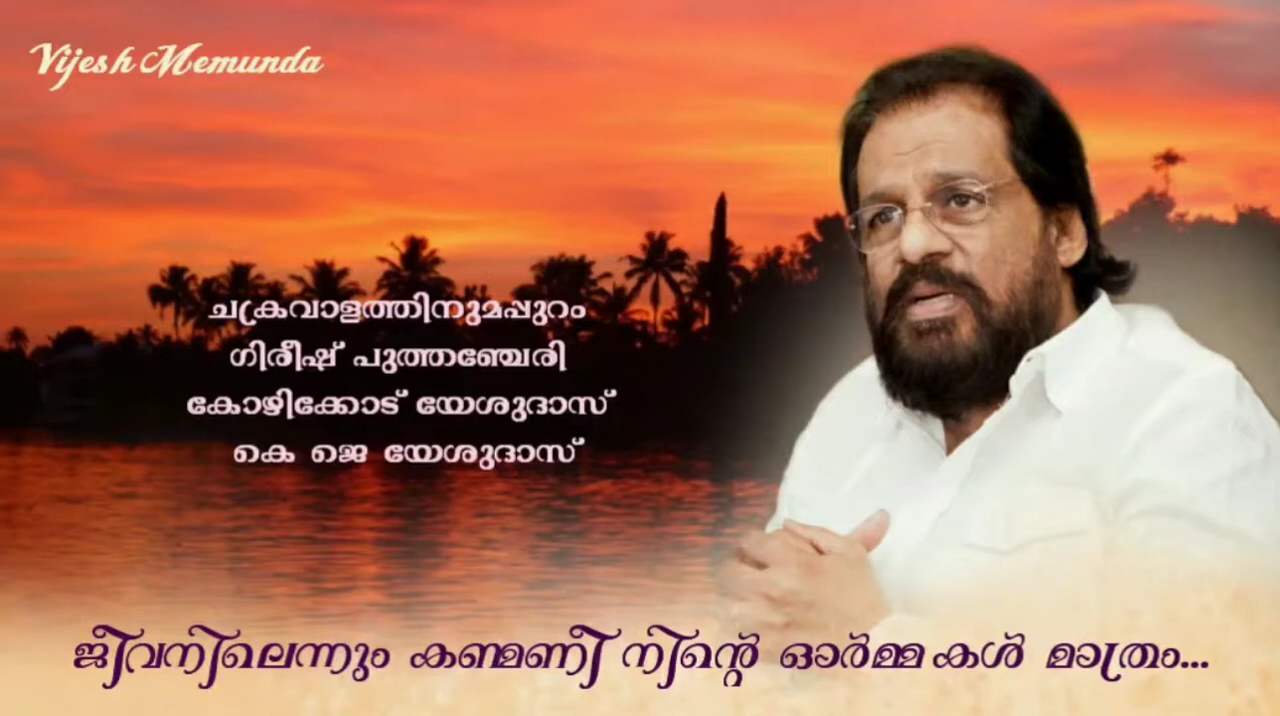 Vijesh Memunda
ചക്രവാളത്തിനുമപ്പുറം
ഗിരീഷ് പുത്തഞ്ചേരി
കോഴിക്കോട് യേശുദാസ്
കെ ജെ യേശുദാസ്
ജീവനിലെന്നും കണ്മണീ നിന്റെ ഓർമ്മകൾ മാത്രം...